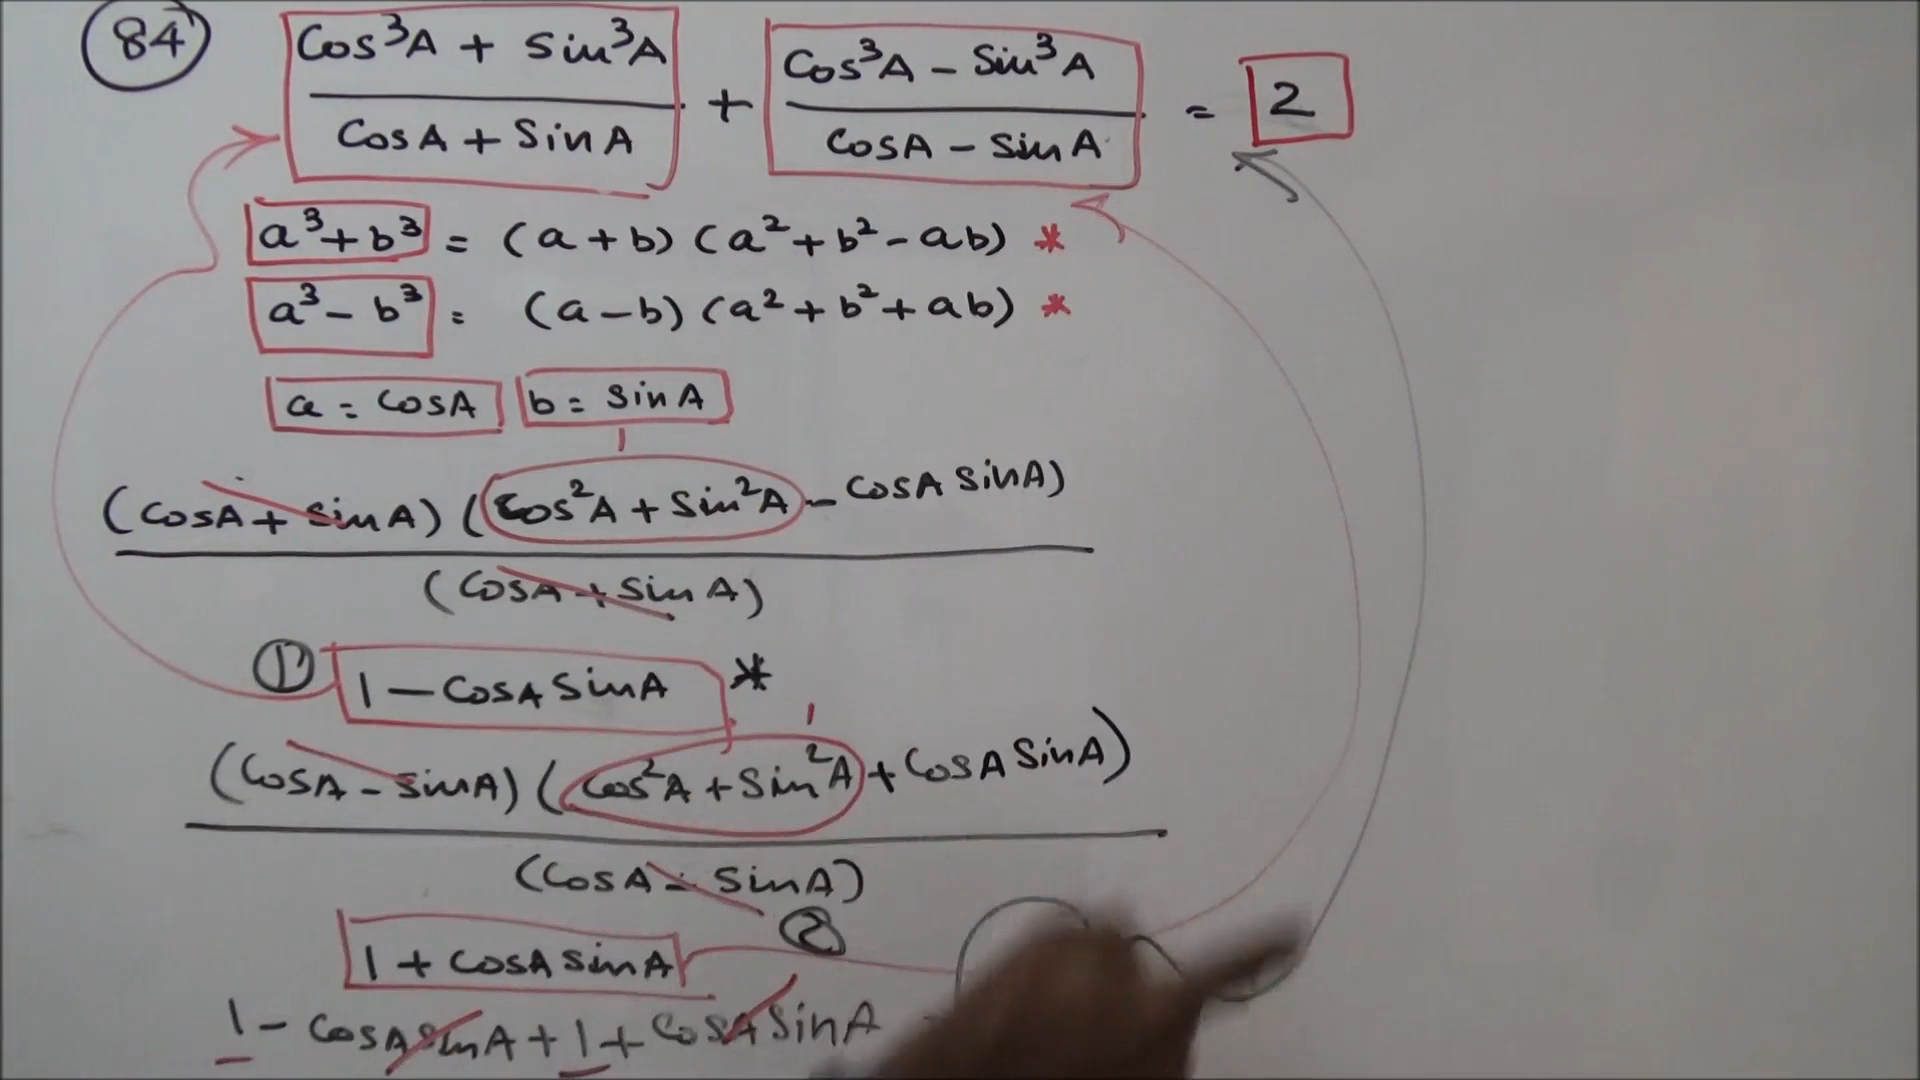 84
Cos³A + Sin³A / CosA + SinA + Cos³A - Sin³A / CosA - SinA = 2
a³+b³ = (a+b)(a²+b²-ab) *
a³-b³ = (a-b)(a²+b²+ab) *
a = CosA b = SinA
1
(CosA + SinA)(Cos²A + Sin²A - CosA SinA)
(CosA + SinA)
① 1 - CosA SinA *
1
(CosA - SinA)(Cos²A + Sin²A + CosA SinA)
(CosA - SinA)
1 + CosA SinA ②
1 - CosA SinA + 1 + CosA SinA